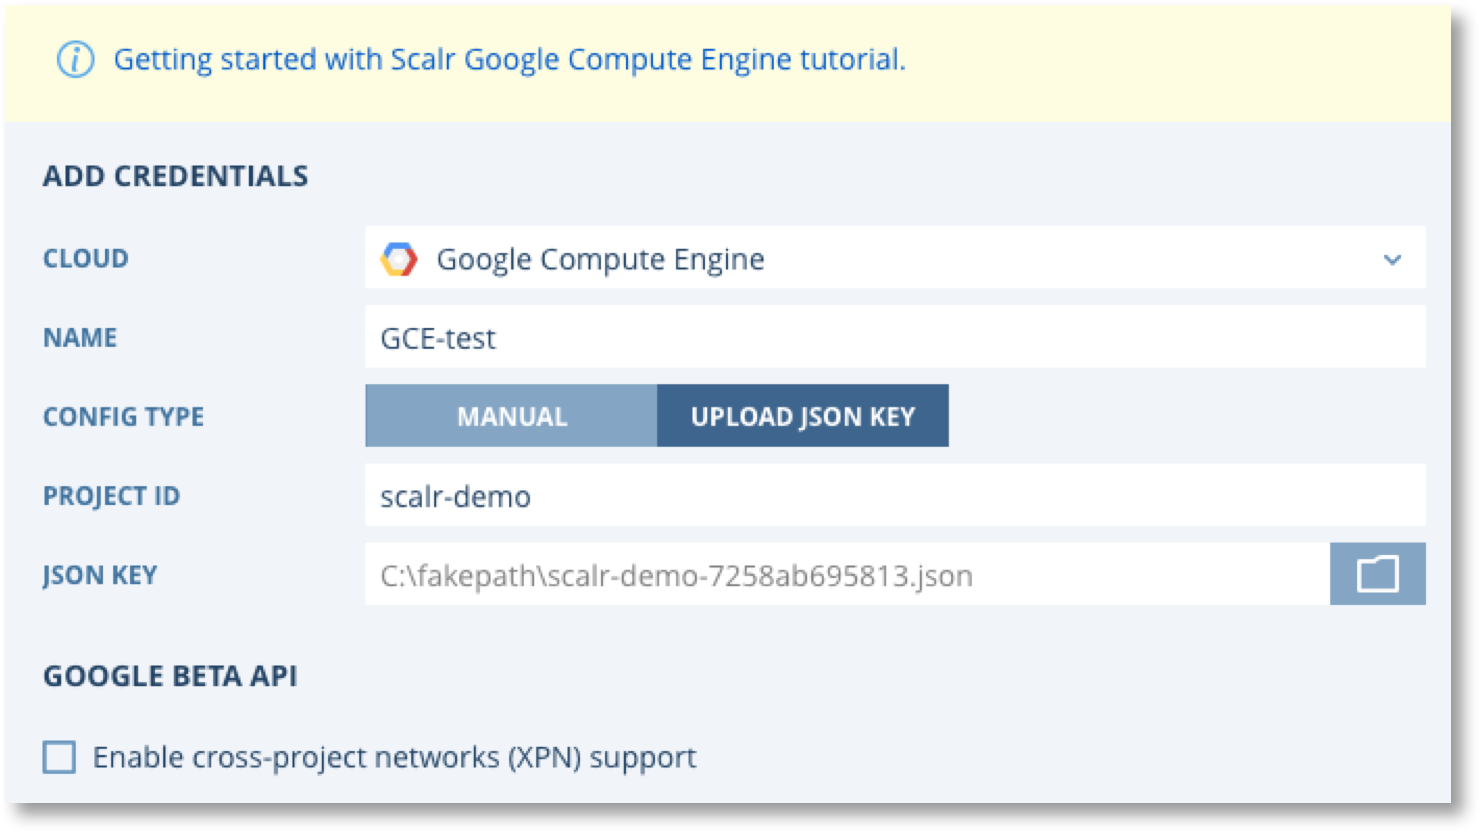 Getting started with Scalr Google Compute Engine tutorial.
ADD CREDENTIALS
CLOUD Google Compute Engine
NAME GCE-test
CONFIG TYPE MANUAL UPLOAD JSON KEY
PROJECT ID scalr-demo
JSON KEY C:\fakepath\scalr-demo-7258ab695813.json
GOOGLE BETA API
Enable cross-project networks (XPN) support